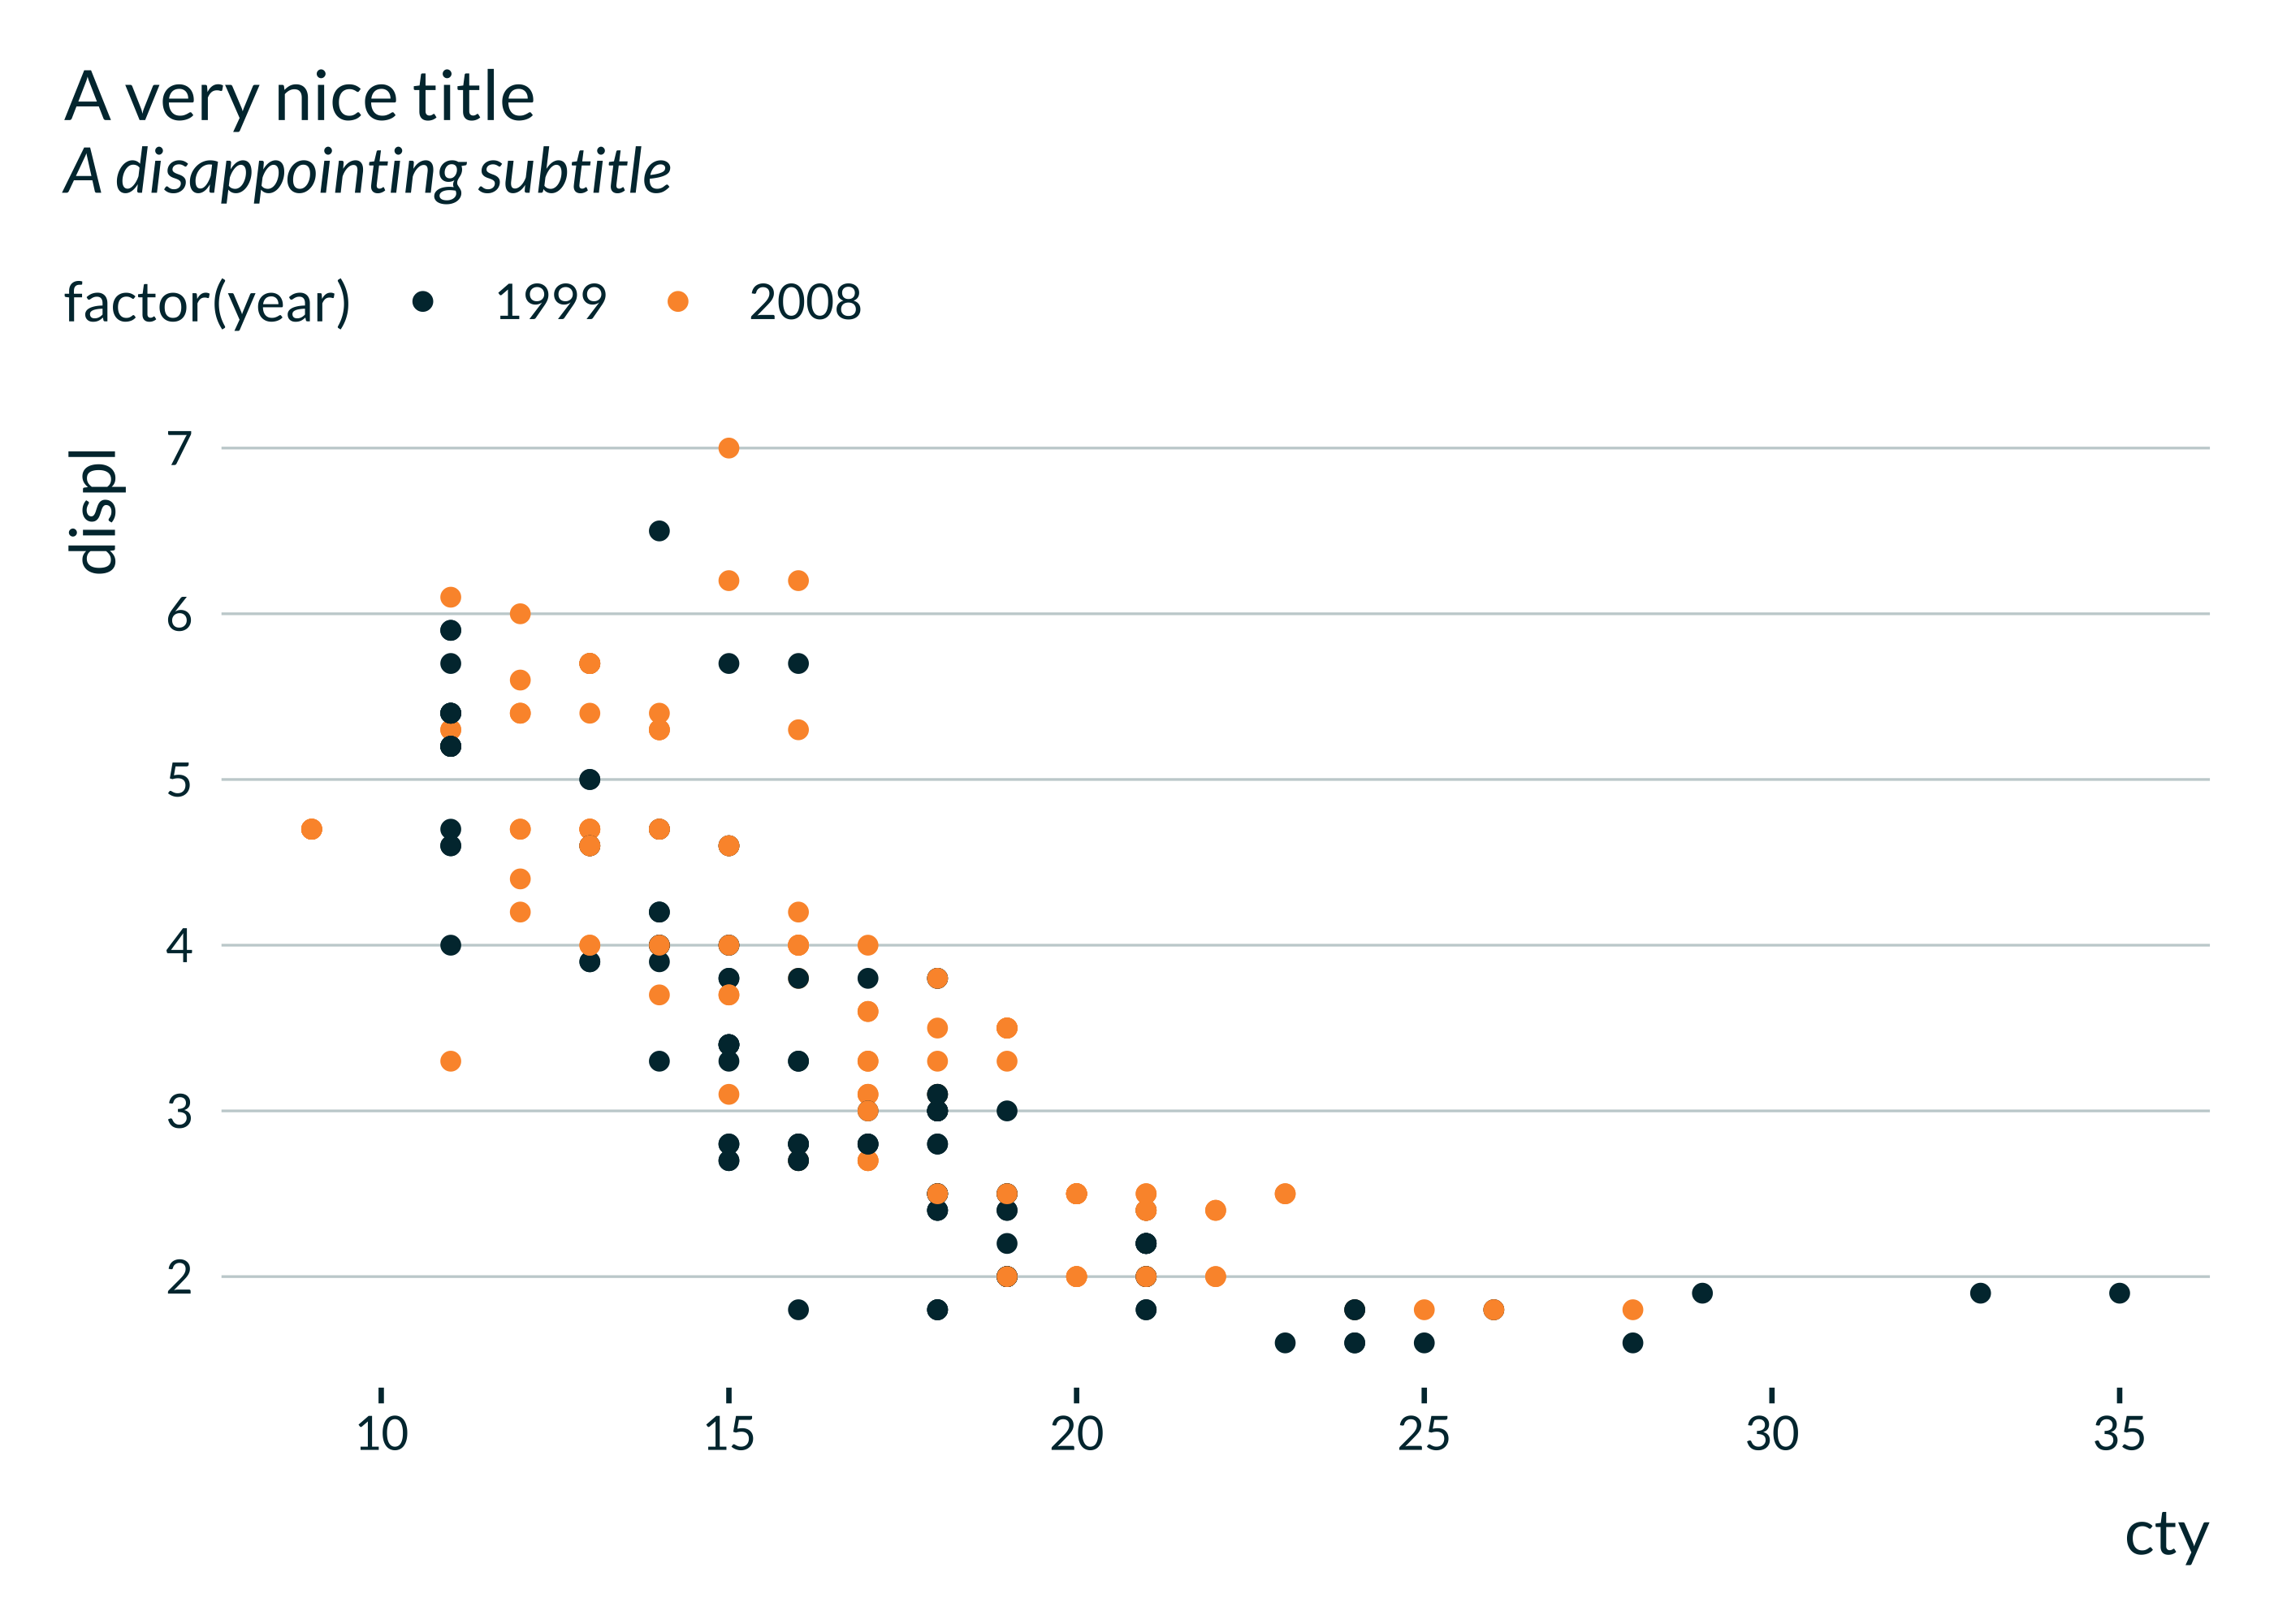 A very nice title
A disappointing subtitle
factor(year) 1999 2008
displ
7
6
5
4
3
2
10 15 20 25 30 35
cty